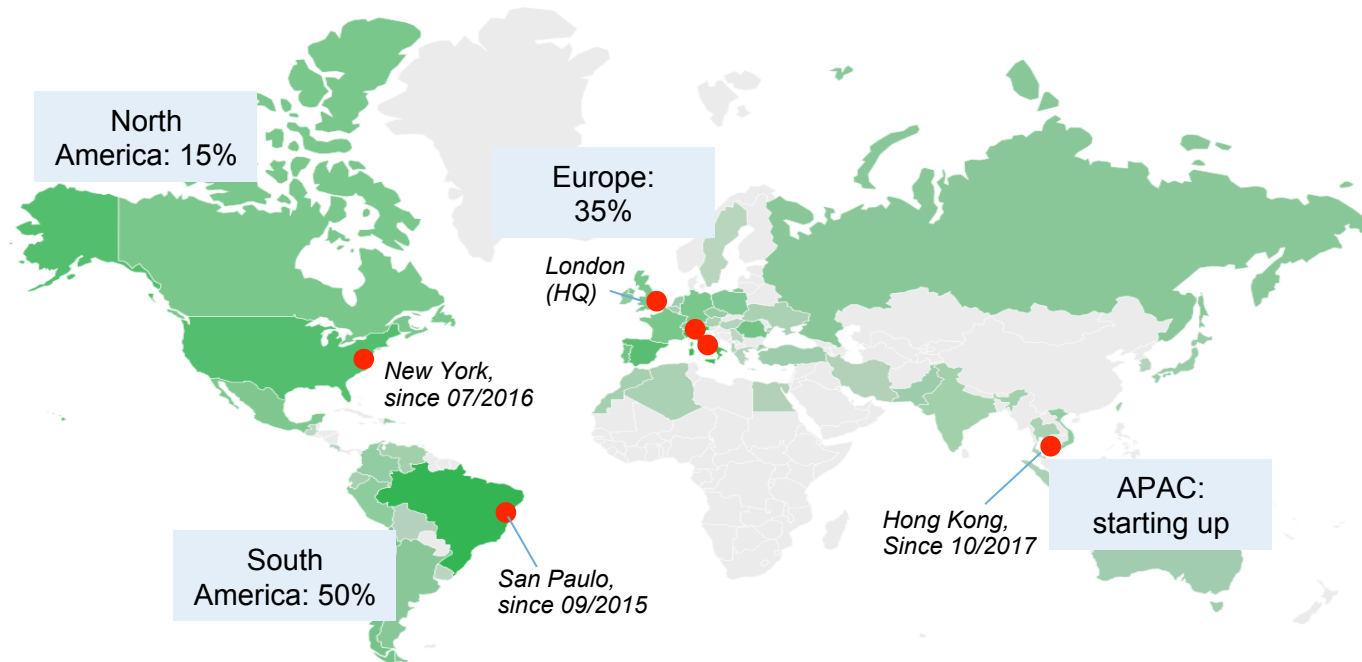 North
America: 15%
Europe:
35%
London
(HQ)
New York,
since 07/2016
South
America: 50%
San Paulo,
since 09/2015
Hong Kong,
Since 10/2017
APAC:
starting up